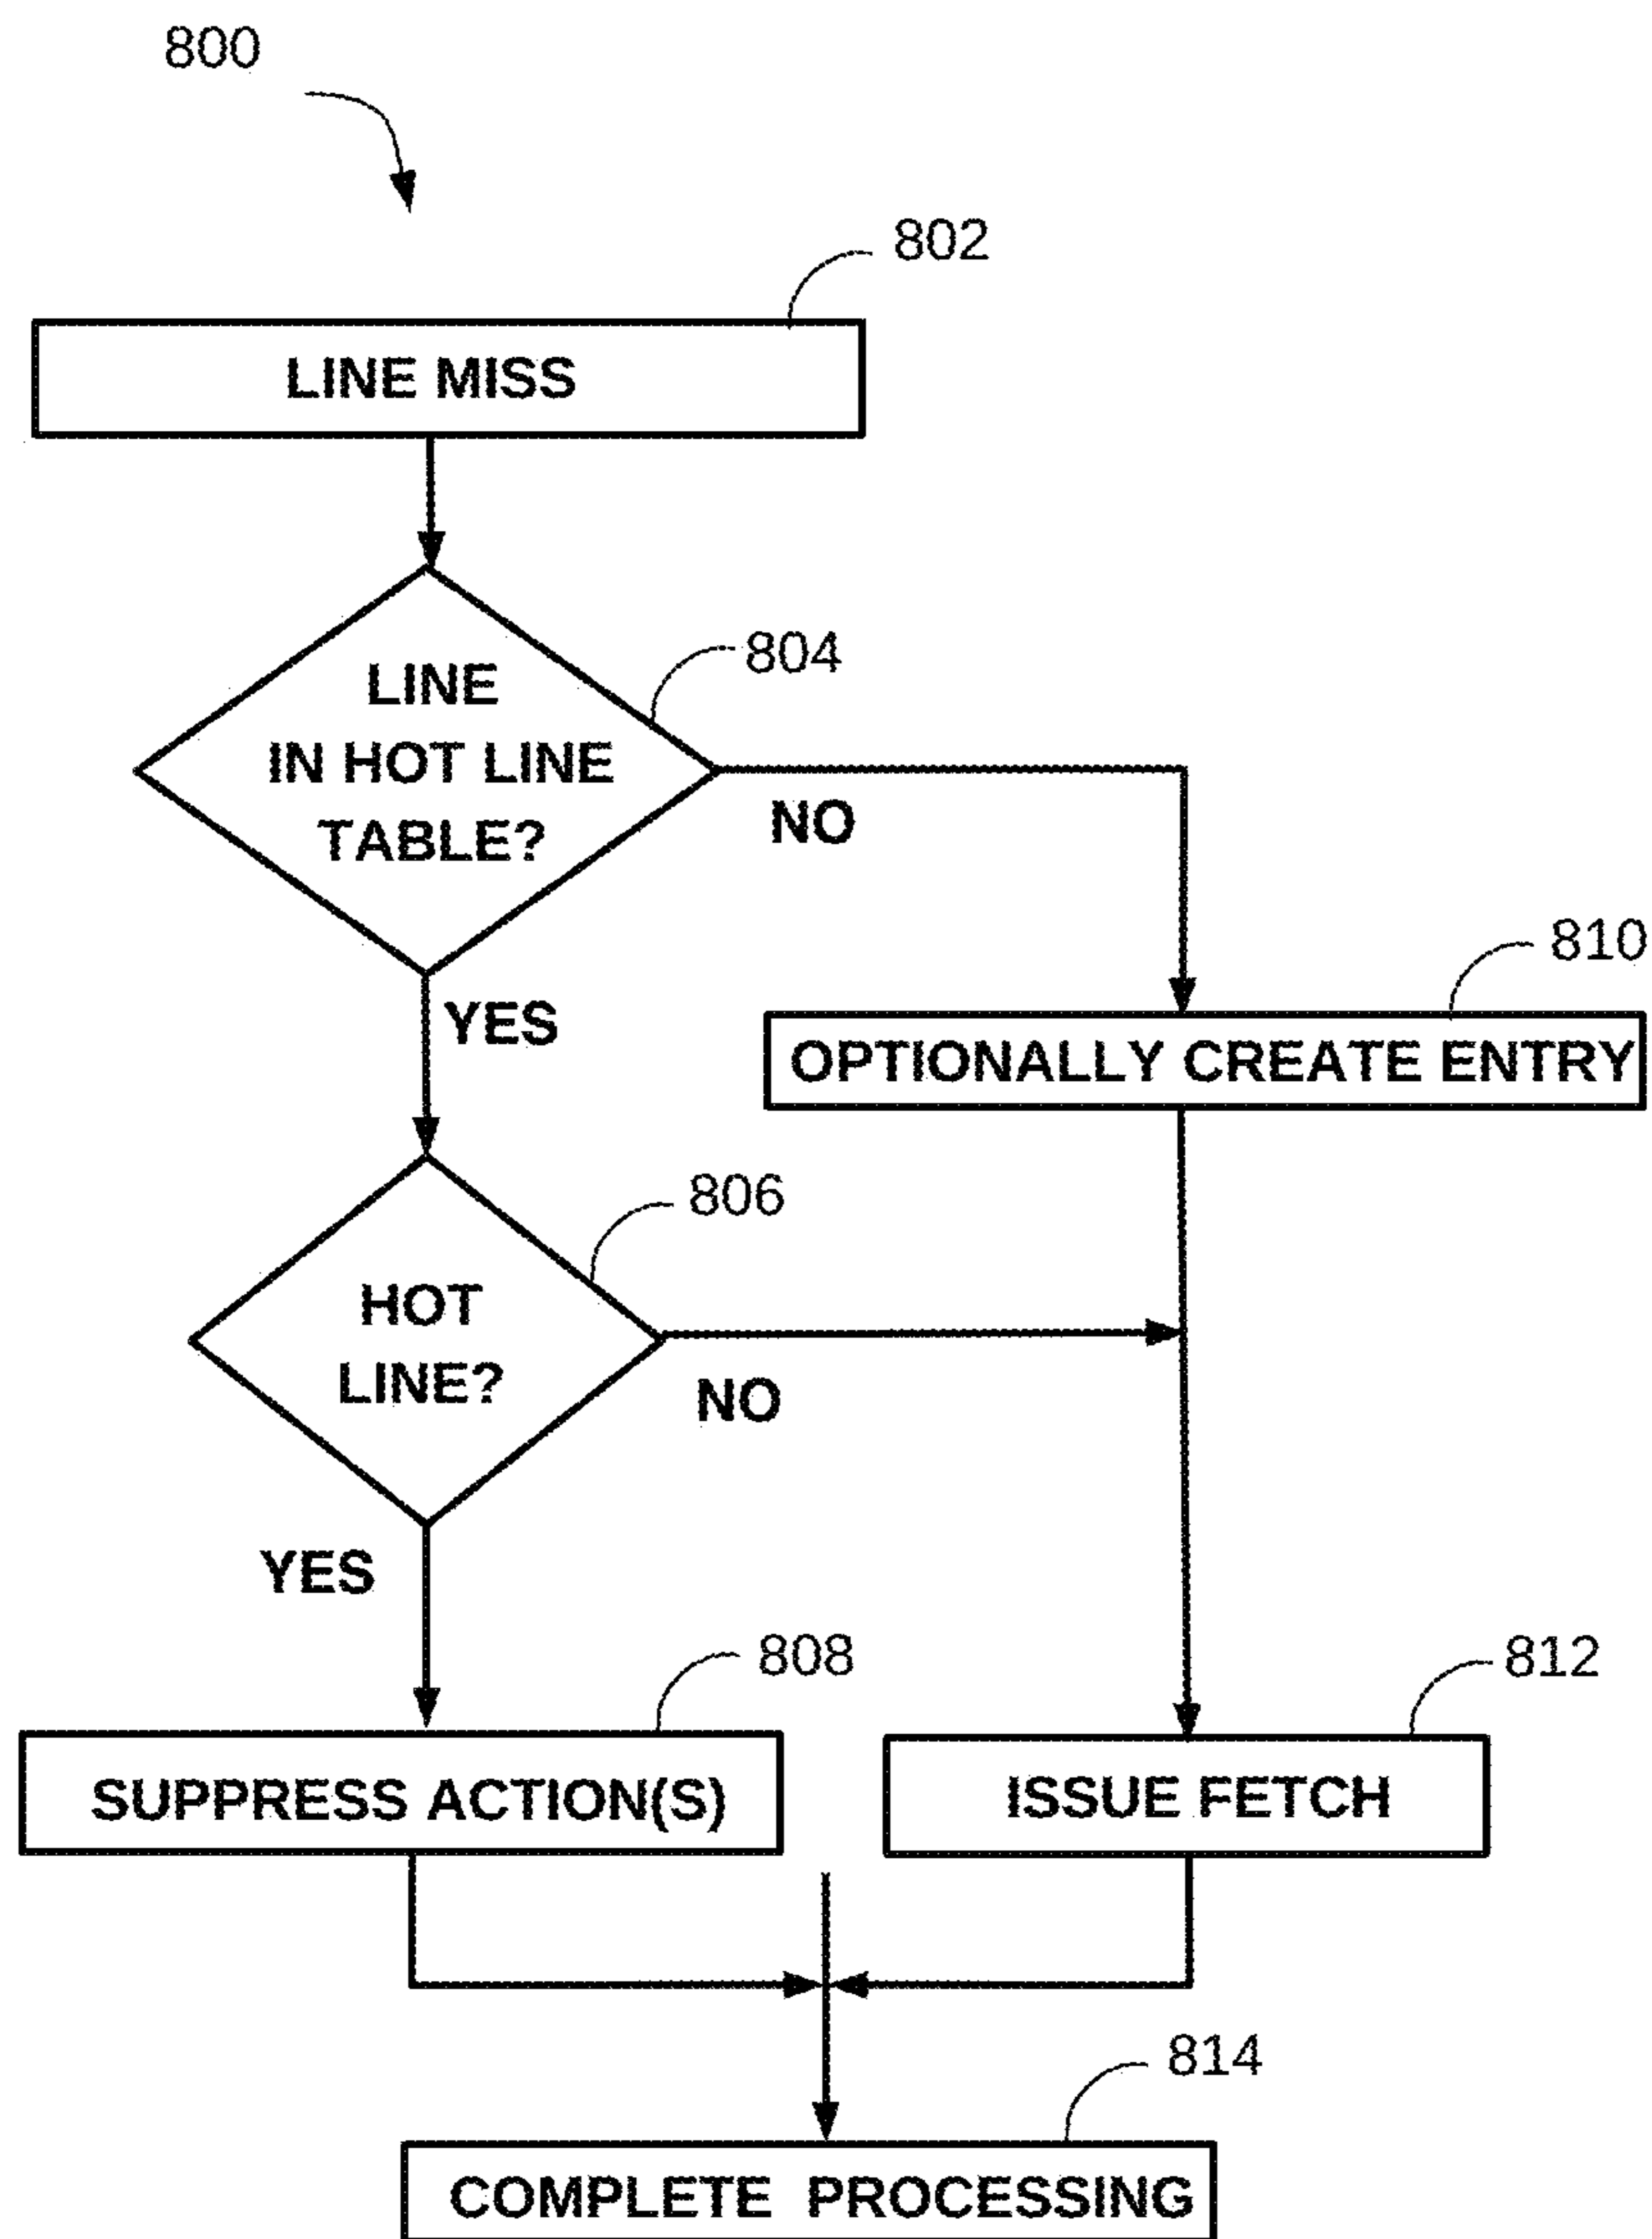 800
802
LINE MISS
804
LINE
IN HOT LINE
TABLE?
NO
810
YES
OPTIONALLY CREATE ENTRY
806
HOT
LINE?
NO
YES
808
812
SUPPRESS ACTION(S)
ISSUE FETCH
814
COMPLETE PROCESSING